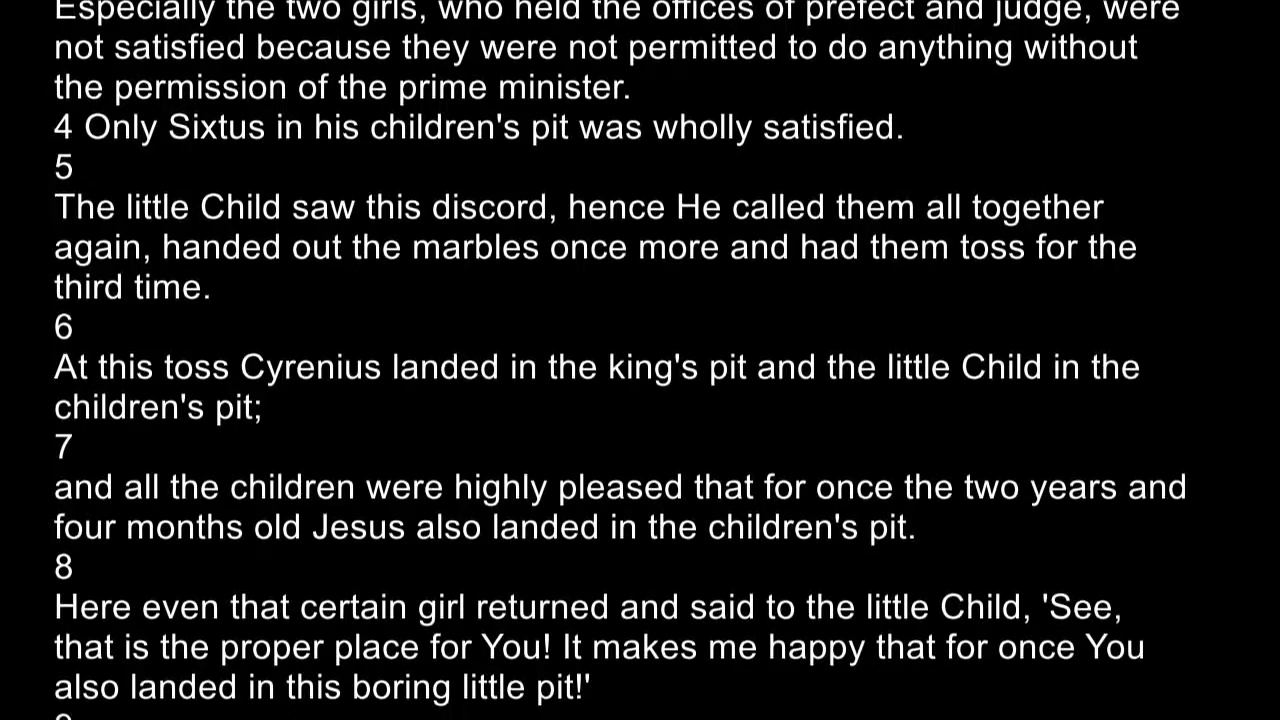 Especially the two girls, who held the offices of prefect and judge, were
not satisfied because they were not permitted to do anything without
the permission of the prime minister.
4 Only Sixtus in his children's pit was wholly satisfied.
5
The little Child saw this discord, hence He called them all together
again, handed out the marbles once more and had them toss for the
third time.
6
At this toss Cyrenius landed in the king's pit and the little Child in the
children's pit;
7
and all the children were highly pleased that for once the two years and
four months old Jesus also landed in the children's pit.
8
Here even that certain girl returned and said to the little Child, 'See,
that is the proper place for You! It makes me happy that for once You
also landed in this boring little pit!'